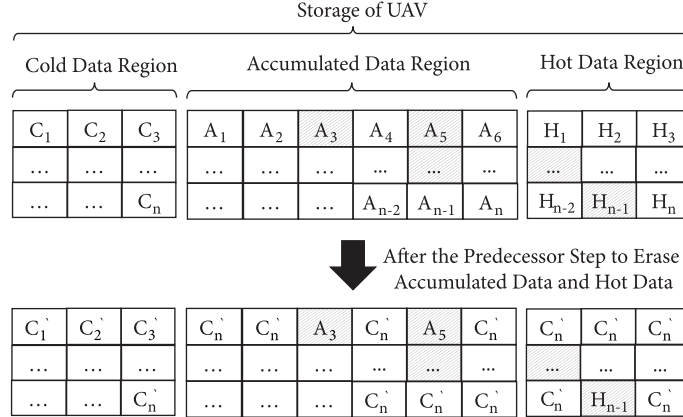 Storage of UAV
Cold Data Region Accumulated Data Region Hot Data Region
C1 C2 C3 A1 A2 A3 A4 A5 A6 H1 H2 H3
... ... ... ... ... ... ... ... ... ... ... ...
... ... Cn ... ... ... An-2 An-1 An Hn-2 Hn-1 Hn
After the Predecessor Step to Erase
Accumulated Data and Hot Data
C1` C2` C3` Cn` Cn` A3 Cn` A5 Cn` Cn` Cn` Cn`
... ... ... ... ... ... ... ... ... ... ... ...
... ... Cn` ... ... ... Cn` Cn` Cn` Cn` Hn-1 Cn`